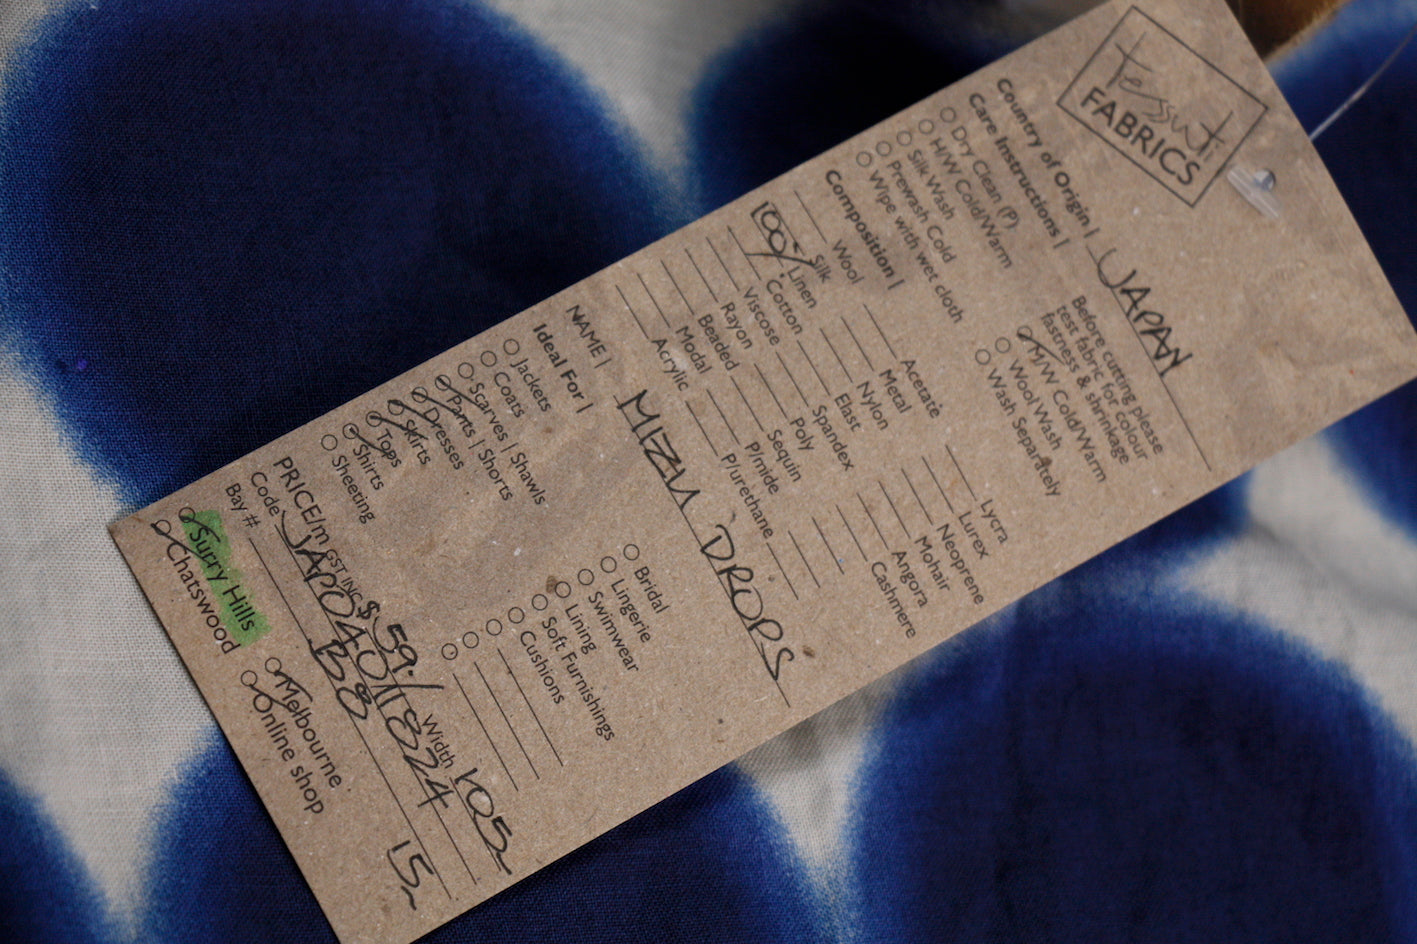 Tessuti
FABRICS
Country of Origin | JAPAN
Care Instructions |
Before cutting please
test fabric for colour
fastness & shrinkage
Dry Clean (P)
H/W Cold/Warm
Silk Wash
Prewash Cold
Wipe with wet cloth
M/W Cold/Warm
Wool Wash
Wash Separately
Composition |
Wool
Silk
100% Linen
Cotton
Viscose
Rayon
Beaded
Modal
Acrylic
Acetate
Metal
Nylon
Elast
Spandex
Poly
Sequin
P/mide
P/urethane
Lycra
Lurex
Neoprene
Mohair
Angora
Cashmere
NAME | MIZU DROPS
Ideal For |
Jackets
Coats
Scarves | Shawls
Pants | Shorts
Dresses
Skirts
Tops
Shirts
Sheeting
Bridal
Lingerie
Swimwear
Lining
Soft Furnishings
Cushions
PRICE/m GST INC $ 59./ Width 105
Code JAP04011824
Bay # B8 15
Surry Hills
Chatswood
Melbourne
Online shop